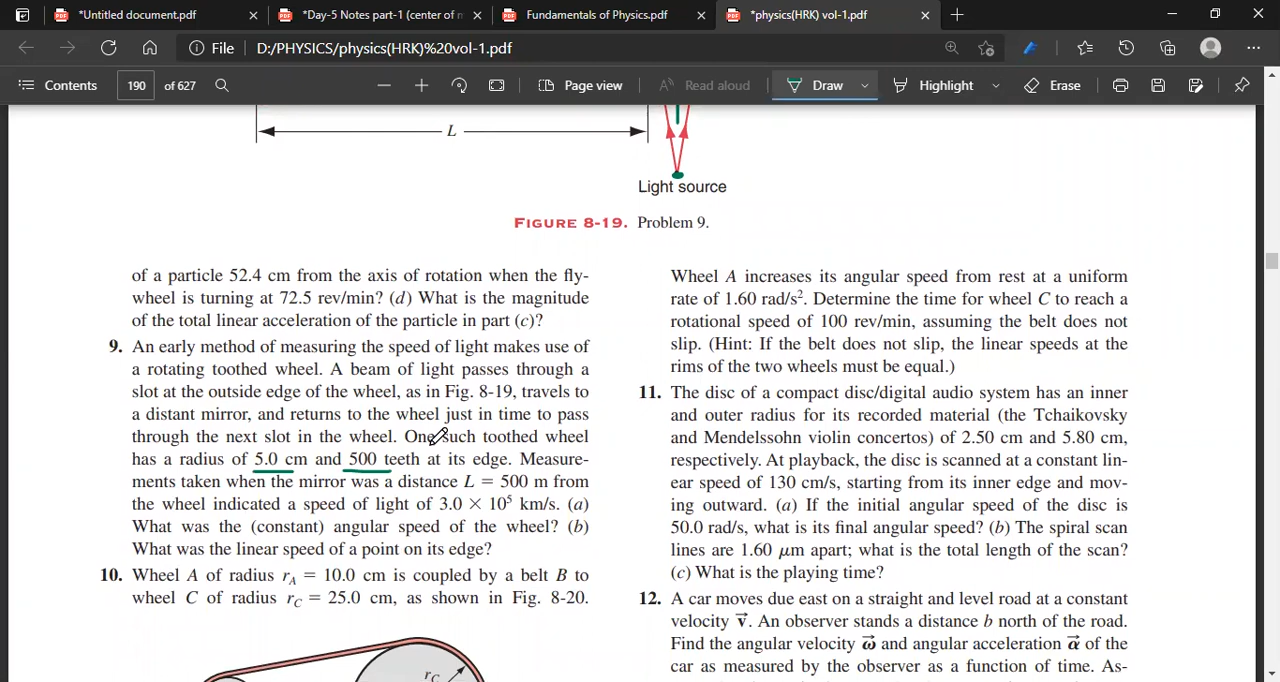 *Untitled document.pdf
*Day-5 Notes part-1 (center of m
Fundamentals of Physics.pdf
*physics(HRK) vol-1.pdf
File D:/PHYSICS/physics(HRK)%20vol-1.pdf
Contents 190 of 627 Page view Read aloud Draw Highlight Erase
L
Light source
FIGURE 8-19. Problem 9.
of a particle 52.4 cm from the axis of rotation when the fly-
wheel is turning at 72.5 rev/min? (d) What is the magnitude
of the total linear acceleration of the particle in part (c)?
9. An early method of measuring the speed of light makes use of
a rotating toothed wheel. A beam of light passes through a
slot at the outside edge of the wheel, as in Fig. 8-19, travels to
a distant mirror, and returns to the wheel just in time to pass
through the next slot in the wheel. One such toothed wheel
has a radius of 5.0 cm and 500 teeth at its edge. Measure-
ments taken when the mirror was a distance L = 500 m from
the wheel indicated a speed of light of 3.0 × 10⁵ km/s. (a)
What was the (constant) angular speed of the wheel? (b)
What was the linear speed of a point on its edge?
10. Wheel A of radius r_A = 10.0 cm is coupled by a belt B to
wheel C of radius r_C = 25.0 cm, as shown in Fig. 8-20.
r_C
Wheel A increases its angular speed from rest at a uniform
rate of 1.60 rad/s². Determine the time for wheel C to reach a
rotational speed of 100 rev/min, assuming the belt does not
slip. (Hint: If the belt does not slip, the linear speeds at the
rims of the two wheels must be equal.)
11. The disc of a compact disc/digital audio system has an inner
and outer radius for its recorded material (the Tchaikovsky
and Mendelssohn violin concertos) of 2.50 cm and 5.80 cm,
respectively. At playback, the disc is scanned at a constant lin-
ear speed of 130 cm/s, starting from its inner edge and mov-
ing outward. (a) If the initial angular speed of the disc is
50.0 rad/s, what is its final angular speed? (b) The spiral scan
lines are 1.60 μm apart; what is the total length of the scan?
(c) What is the playing time?
12. A car moves due east on a straight and level road at a constant
velocity v⃗. An observer stands a distance b north of the road.
Find the angular velocity ω⃗ and angular acceleration α⃗ of the
car as measured by the observer as a function of time. As-